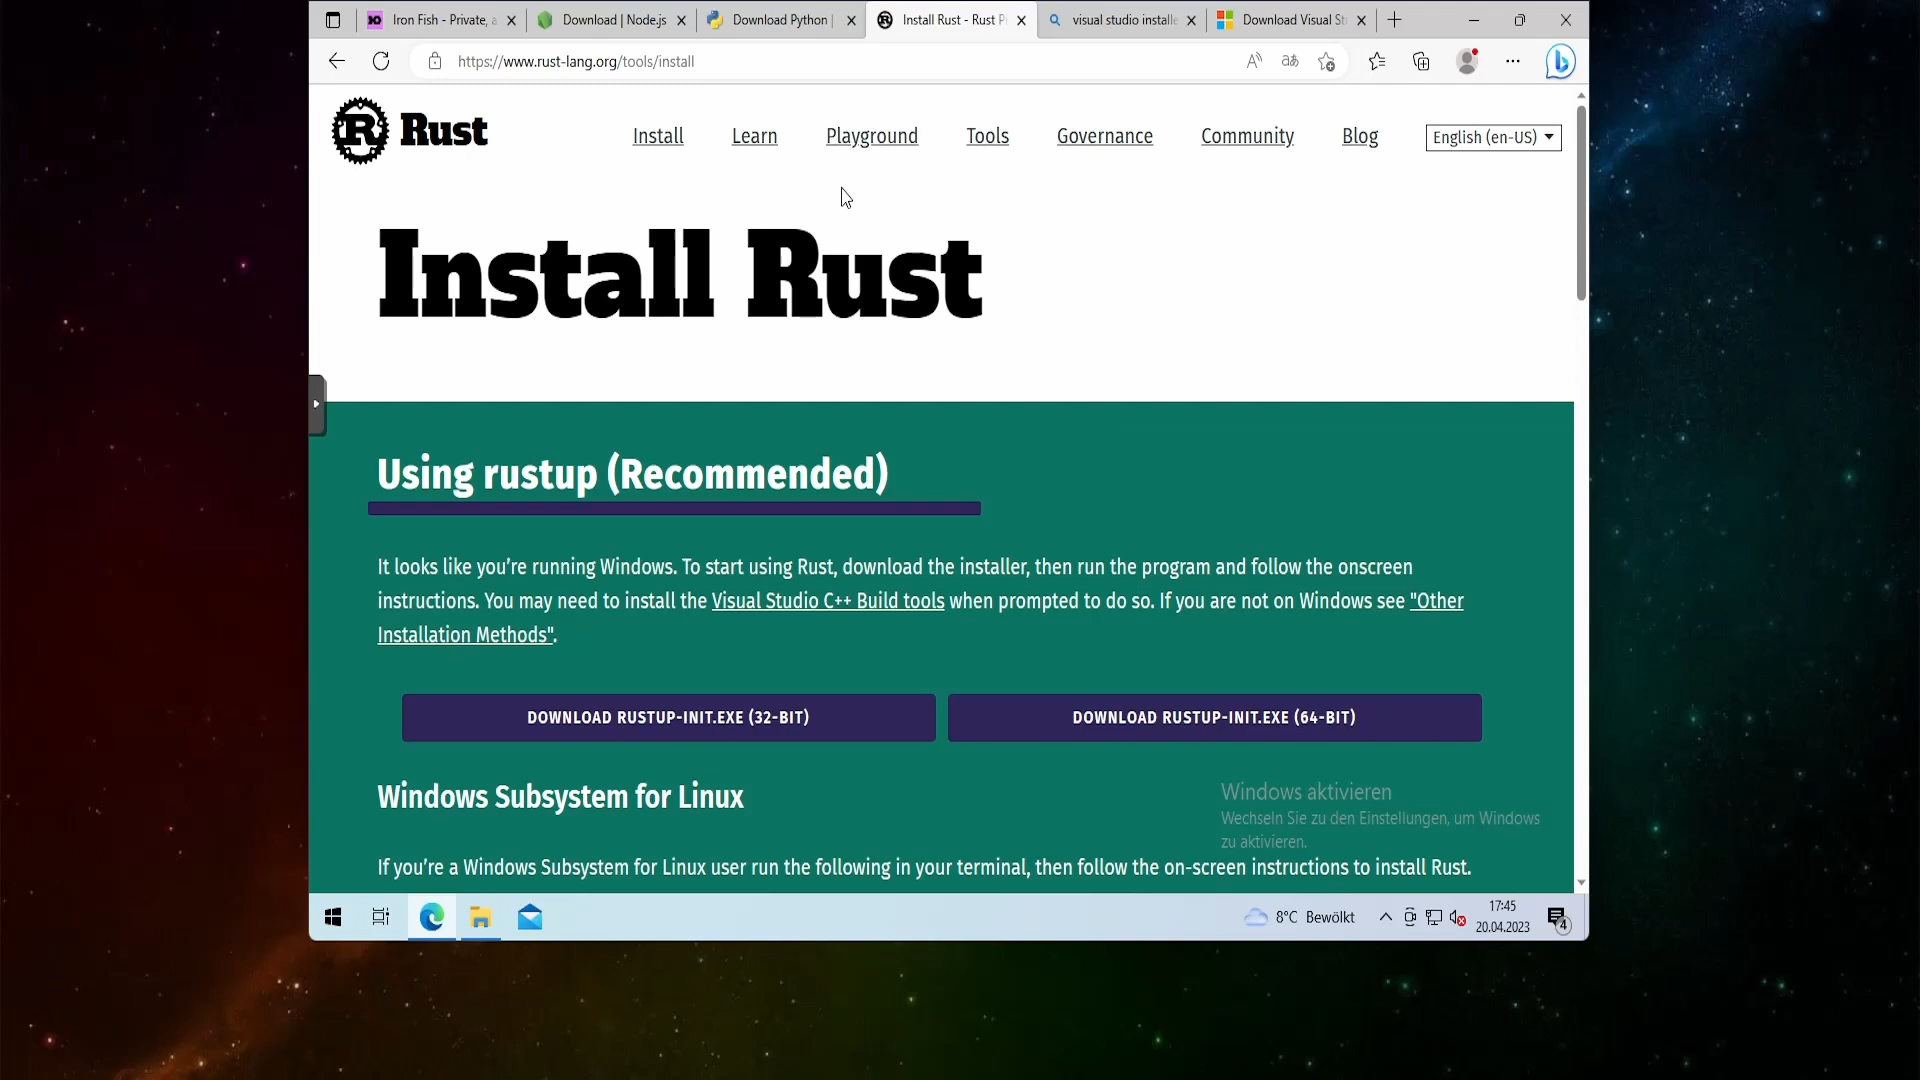 Iron Fish - Private, a
Download | Node.js
Download Python |
Install Rust - Rust P
visual studio installe
Download Visual St
https://www.rust-lang.org/tools/install
Rust
Install
Learn
Playground
Tools
Governance
Community
Blog
English (en-US)
Install Rust
Using rustup (Recommended)
It looks like you’re running Windows. To start using Rust, download the installer, then run the program and follow the onscreen
instructions. You may need to install the Visual Studio C++ Build tools when prompted to do so. If you are not on Windows see "Other
Installation Methods".
DOWNLOAD RUSTUP-INIT.EXE (32-BIT)
DOWNLOAD RUSTUP-INIT.EXE (64-BIT)
Windows Subsystem for Linux
Windows aktivieren
Wechseln Sie zu den Einstellungen, um Windows
zu aktivieren.
If you’re a Windows Subsystem for Linux user run the following in your terminal, then follow the on-screen instructions to install Rust.
8°C Bewölkt
17:45
20.04.2023
4